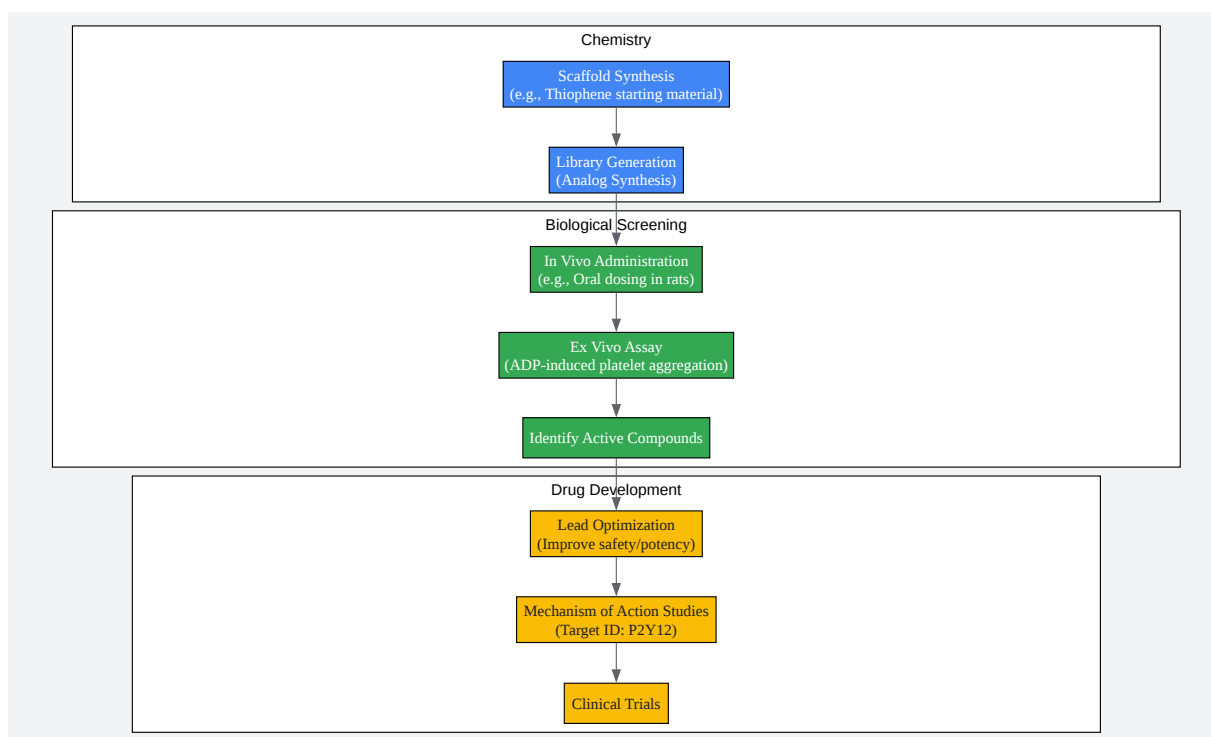 Chemistry
Scaffold Synthesis
(e.g., Thiophene starting material)
Library Generation
(Analog Synthesis)
Biological Screening
In Vivo Administration
(e.g., Oral dosing in rats)
Ex Vivo Assay
(ADP-induced platelet aggregation)
Identify Active Compounds
Drug Development
Lead Optimization
(Improve safety/potency)
Mechanism of Action Studies
(Target ID: P2Y12)
Clinical Trials